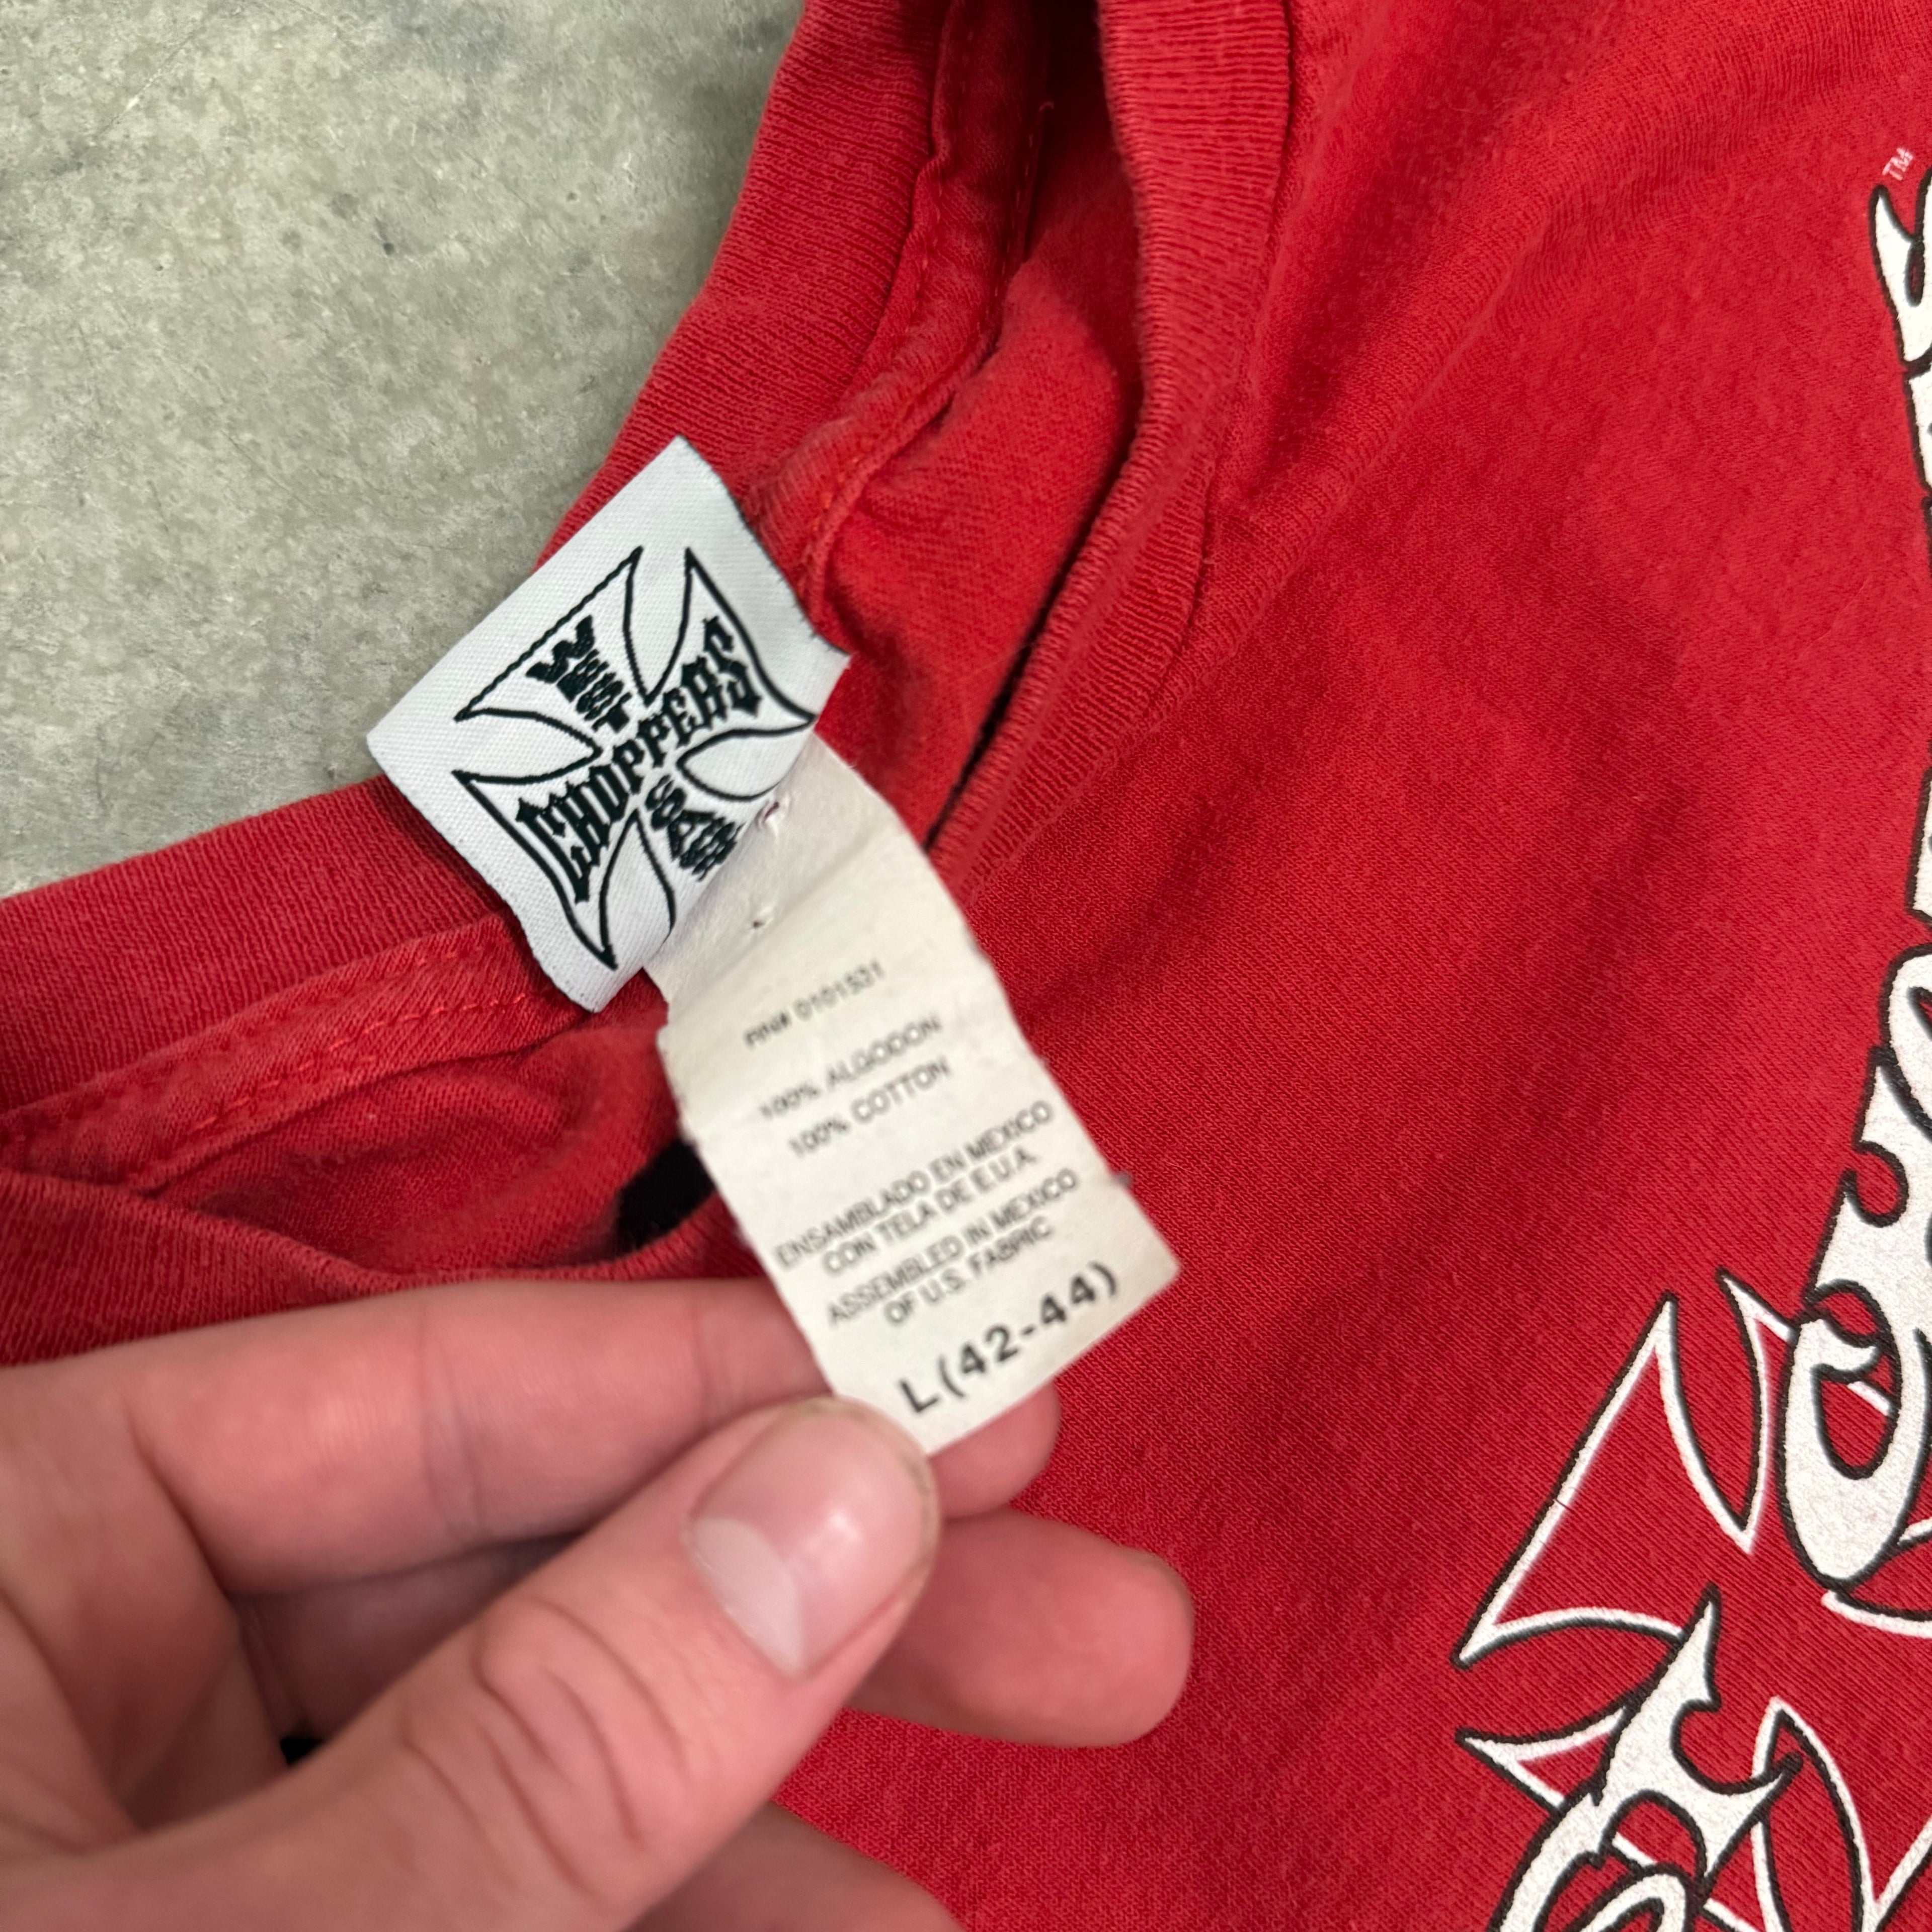 WEST
CHOPPERS
COAST
RN# 0101531
100% ALGODON
100% COTTON
ENSAMBLADO EN MEXICO
CON TELA DE E.U.A.
ASSEMBLED IN MEXICO
OF U.S. FABRIC
L(42-44)
TM